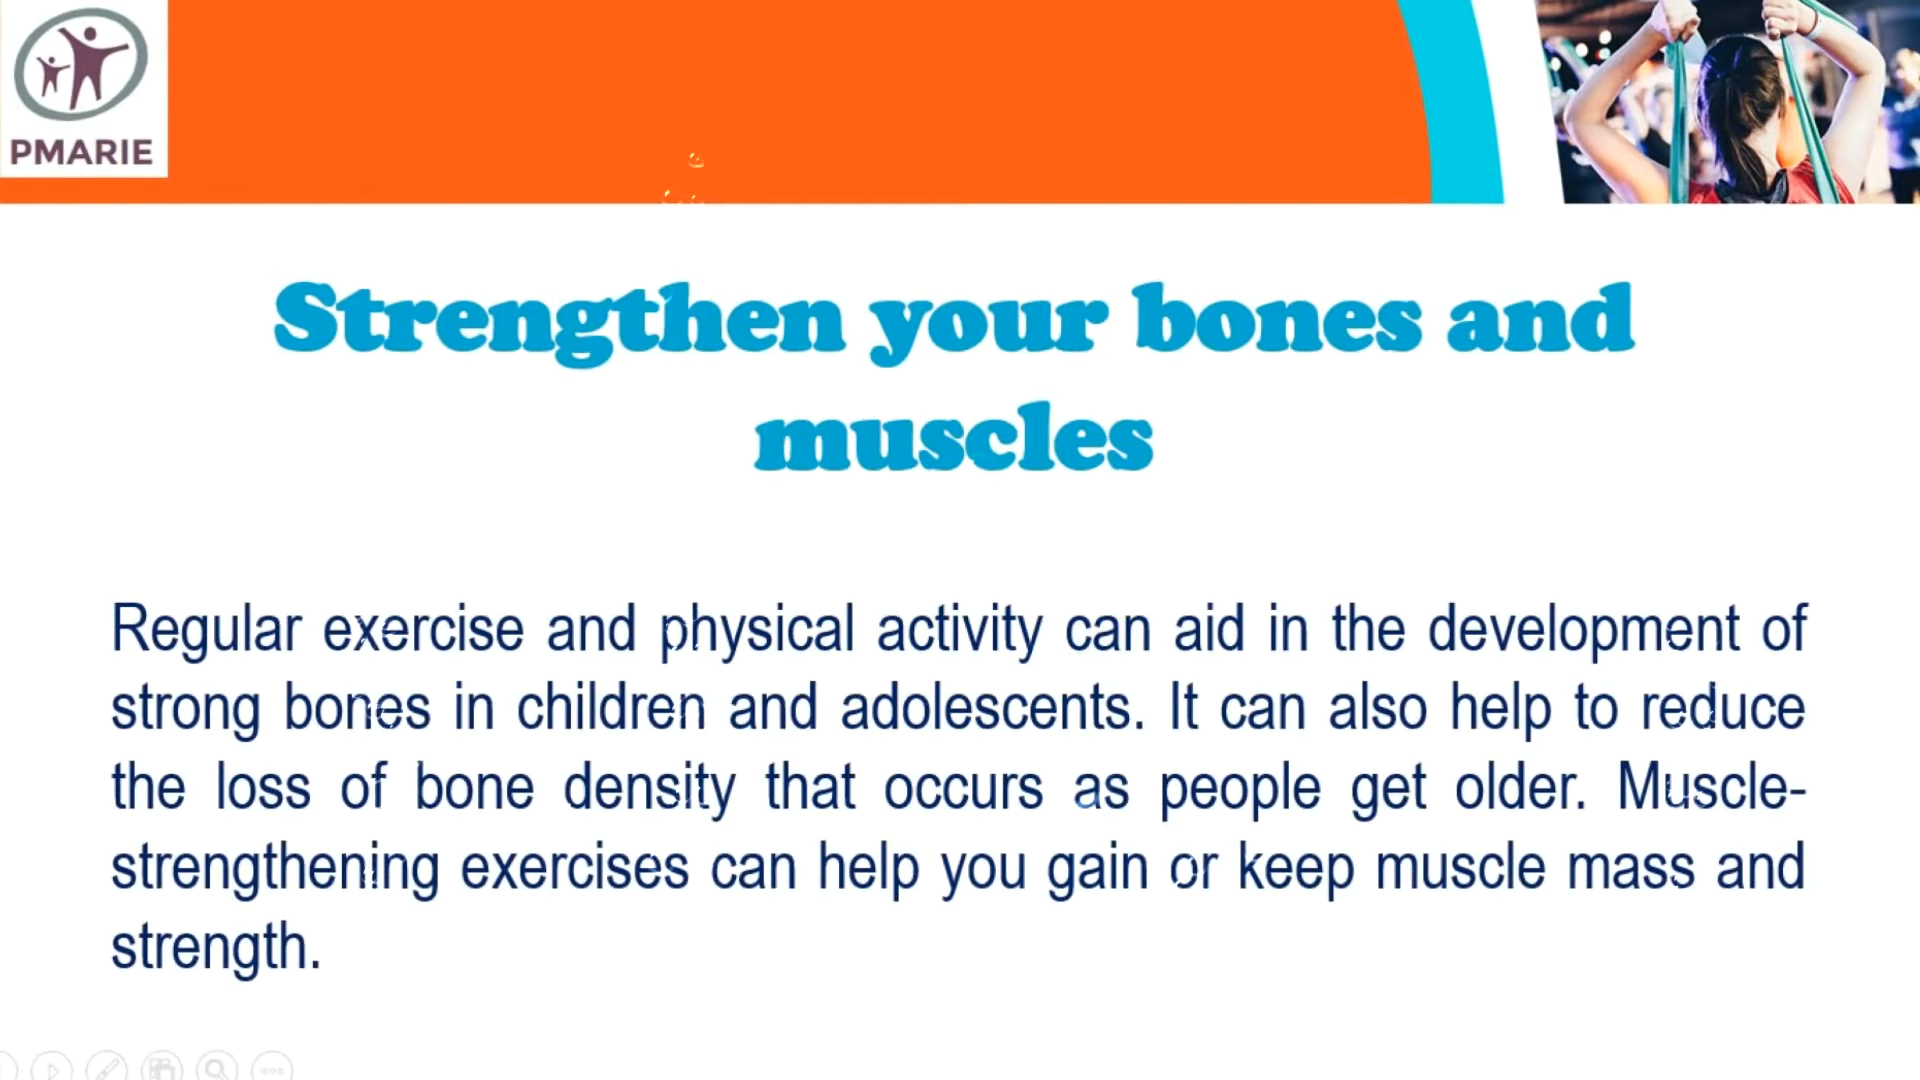 PMARIE
Strengthen your bones and
muscles
Regular exercise and physical activity can aid in the development of
strong bones in children and adolescents. It can also help to reduce
the loss of bone density that occurs as people get older. Muscle-
strengthening exercises can help you gain or keep muscle mass and
strength.